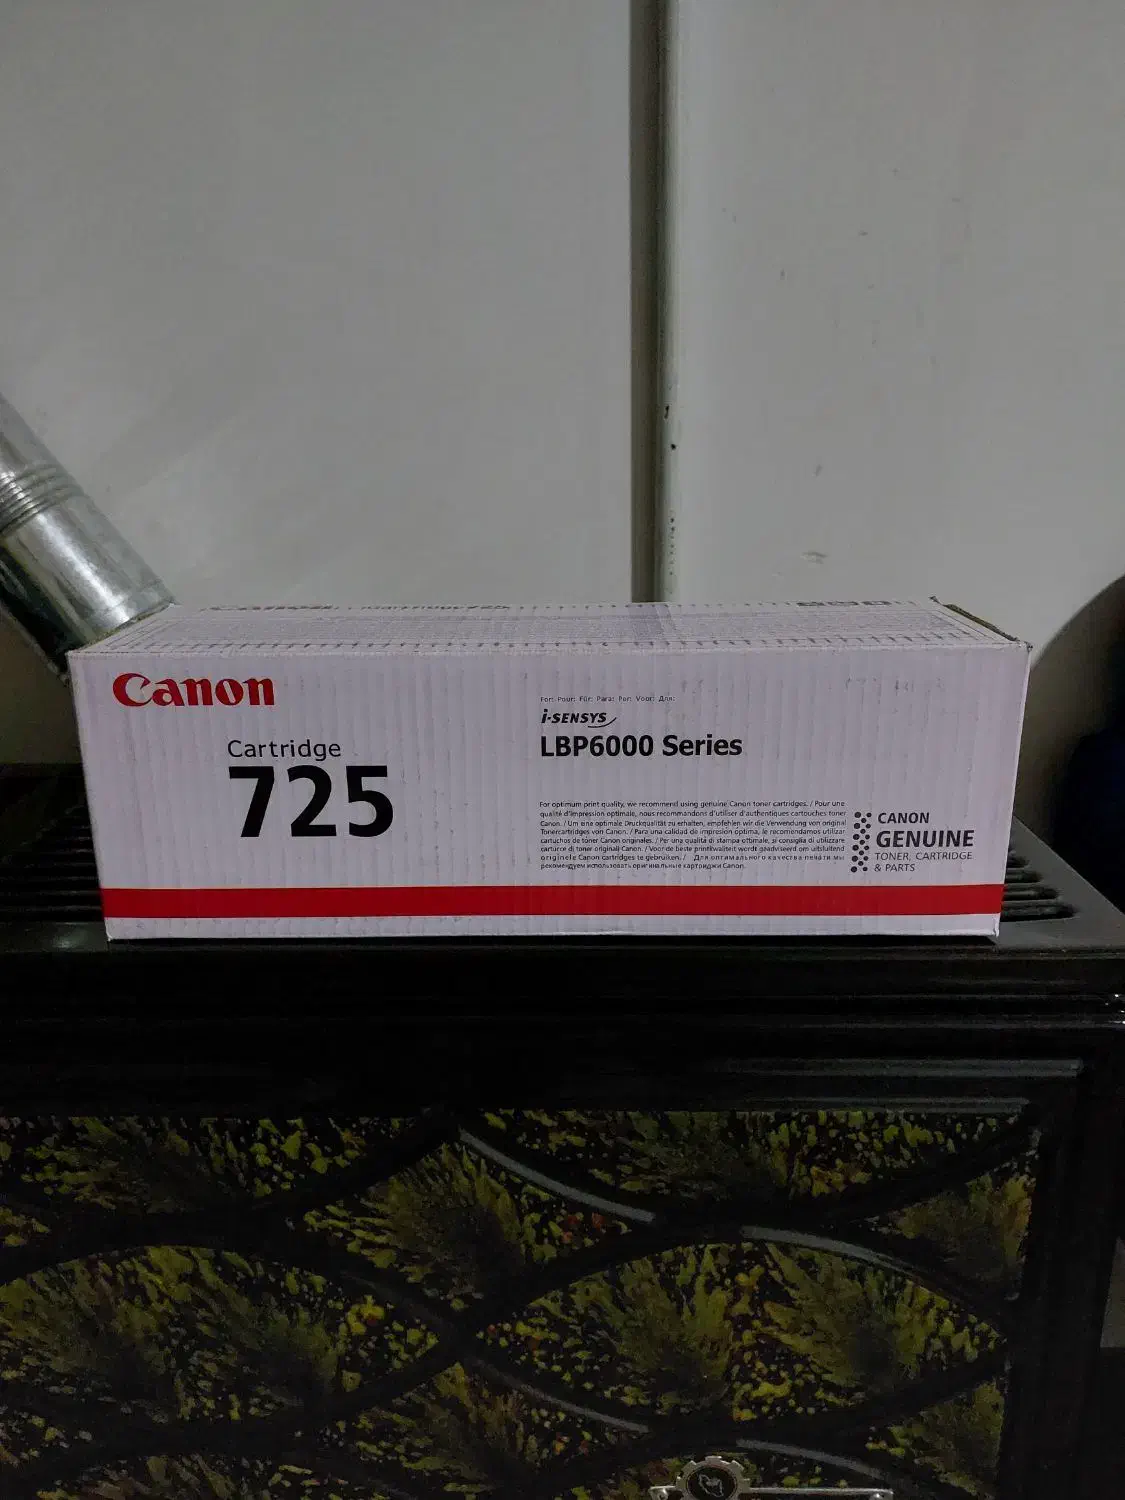 Canon
Cartridge
725
For: Pour: Für: Para: Per: Voor: Для:
i-SENSYS
LBP6000 Series
For optimum print quality, we recommend using genuine Canon toner cartridges. / Pour une
qualité d'impression optimale, nous recommandons d'utiliser d'authentiques cartouches toner
Canon. / Um eine optimale Druckqualität zu erhalten, empfehlen wir die Verwendung von original
Tonercartridges von Canon. / Para una calidad de impresión óptima, le recomendamos utilizar
cartuchos de toner Canon originales. / Per una qualità di stampa ottimale, si consiglia di utilizzare
cartucce di toner originali Canon. / Voor de beste printkwaliteit wordt geadviseerd om uitsluitend
originele Canon cartridges te gebruiken. / Для оптимального качества печати мы
рекомендуем использовать оригинальные картриджи Canon.
CANON
GENUINE
TONER, CARTRIDGE
& PARTS